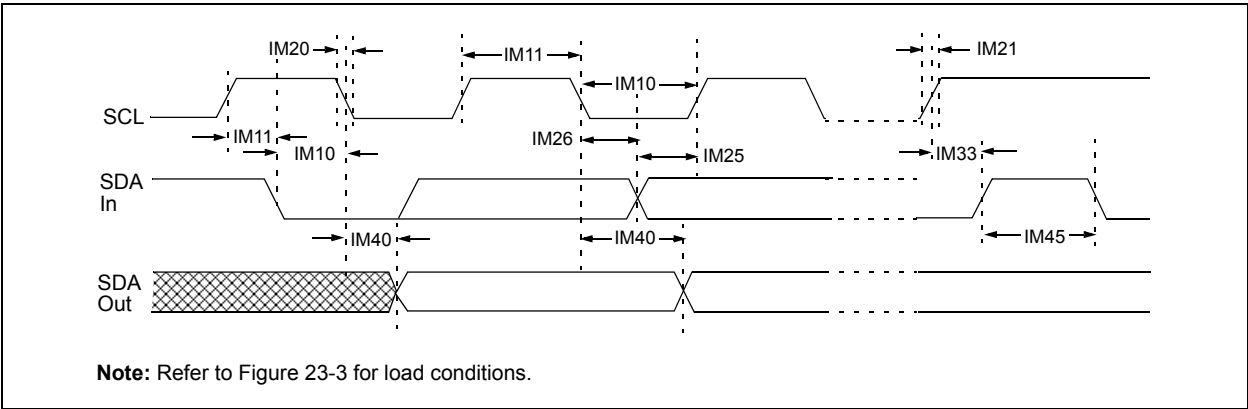 IM20
IM11
IM21
IM10
SCL
IM11
IM26
IM33
IM10
IM25
SDA
In
IM40
IM40
IM45
SDA
Out
Note: Refer to Figure 23-3 for load conditions.